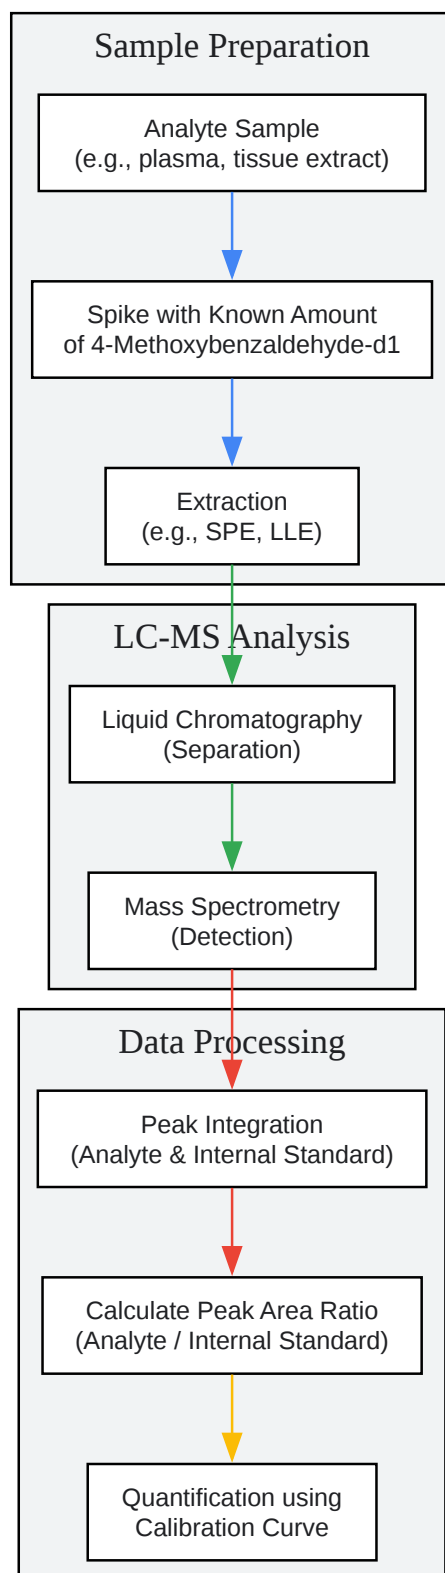 Sample Preparation
Analyte Sample
(e.g., plasma, tissue extract)
Spike with Known Amount
of 4-Methoxybenzaldehyde-d1
Extraction
(e.g., SPE, LLE)
LC-MS Analysis
Liquid Chromatography
(Separation)
Mass Spectrometry
(Detection)
Data Processing
Peak Integration
(Analyte & Internal Standard)
Calculate Peak Area Ratio
(Analyte / Internal Standard)
Quantification using
Calibration Curve